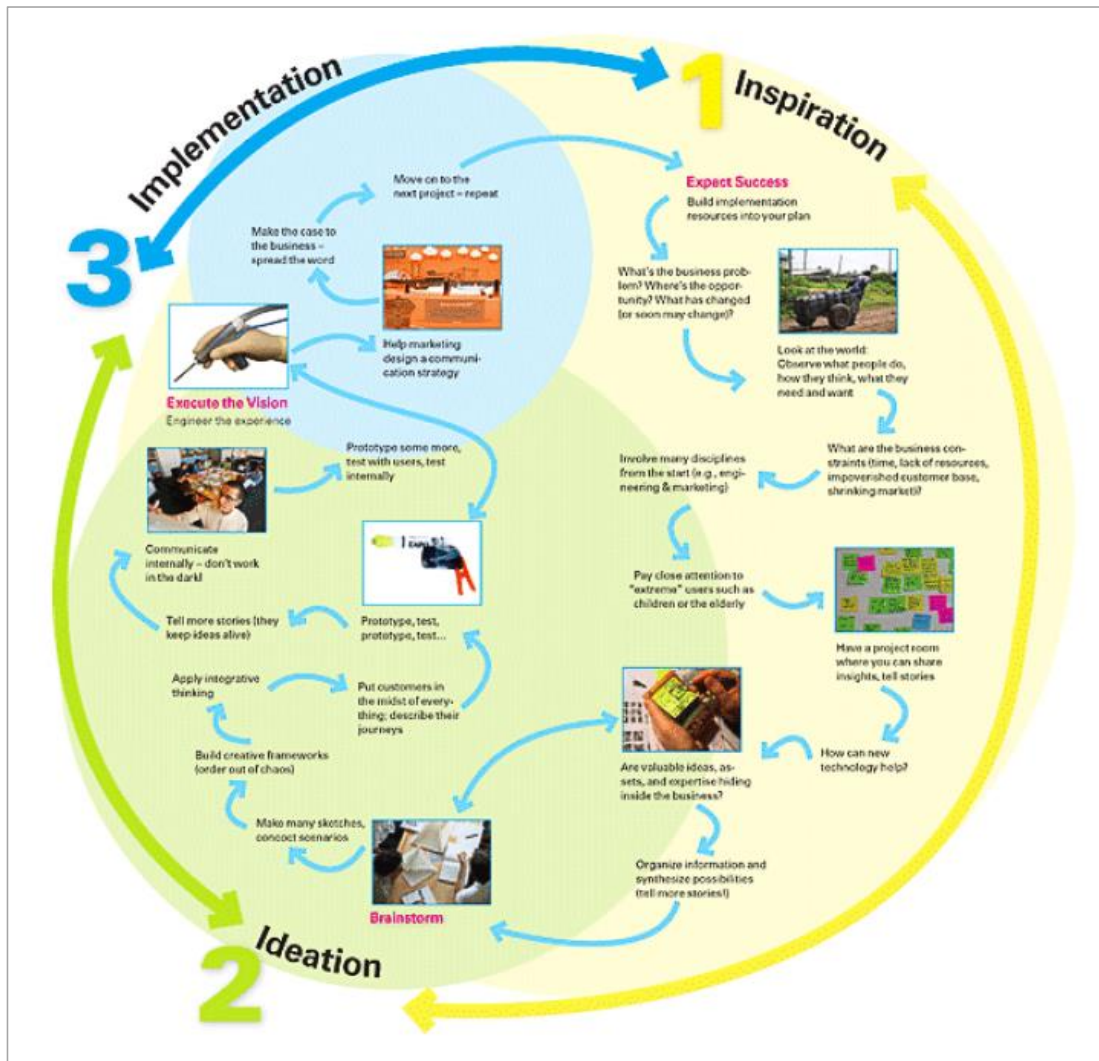 1
Inspiration
Expect Success
Build implementation
resources into your plan
What's the business prob-
lem? Where's the oppor-
tunity? What has changed
(or soon may change)?
Look at the world:
Observe what people do,
how they think, what they
need and want
What are the business con-
straints (time, lack of resources,
impoverished customer base,
shrinking market)?
Involve many disciplines
from the start (e.g., engi-
neering & marketing)
Pay close attention to
"extreme" users such as
children or the elderly
Have a project room
where you can share
insights, tell stories
How can new
technology help?
Are valuable ideas, as-
sets, and expertise hiding
inside the business?
Organize information and
synthesize possibilities
(tell more stories!)
2
Ideation
Brainstorm
Make many sketches,
concoct scenarios
Build creative frameworks
(order out of chaos)
Apply integrative
thinking
Put customers in
the midst of every-
thing; describe their
journeys
Prototype, test,
prototype, test...
Tell more stories (they
keep ideas alive)
Communicate
internally – don't work
in the dark!
Prototype some more,
test with users, test
internally
3
Implementation
Execute the Vision
Engineer the experience
Help marketing
design a communi-
cation strategy
Make the case to
the business –
spread the word
Move on to the
next project – repeat